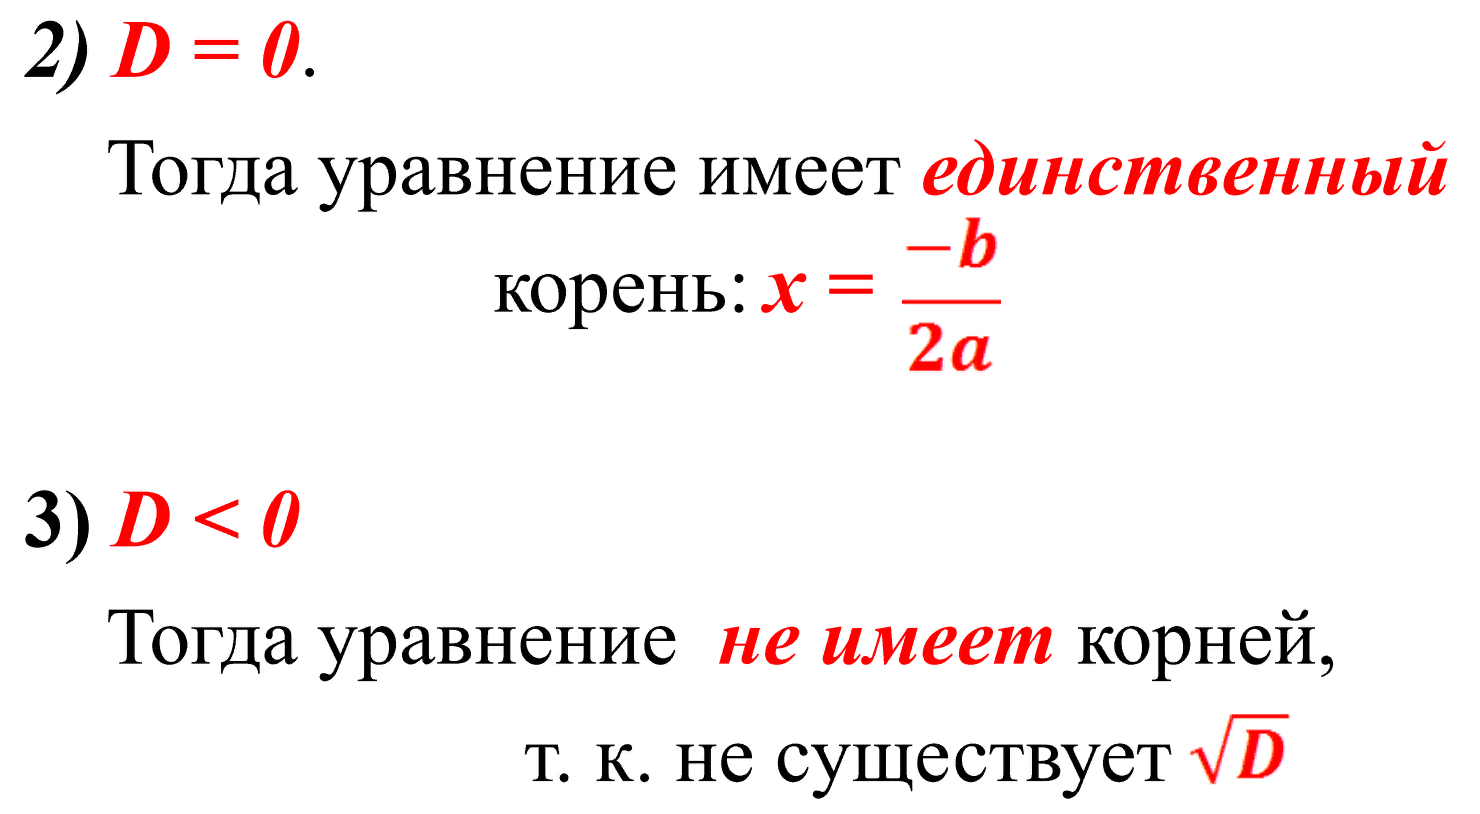 2) D = 0.
Тогда уравнение имеет единственный
корень: x = −b/2a
3) D < 0
Тогда уравнение не имеет корней,
т. к. не существует √D